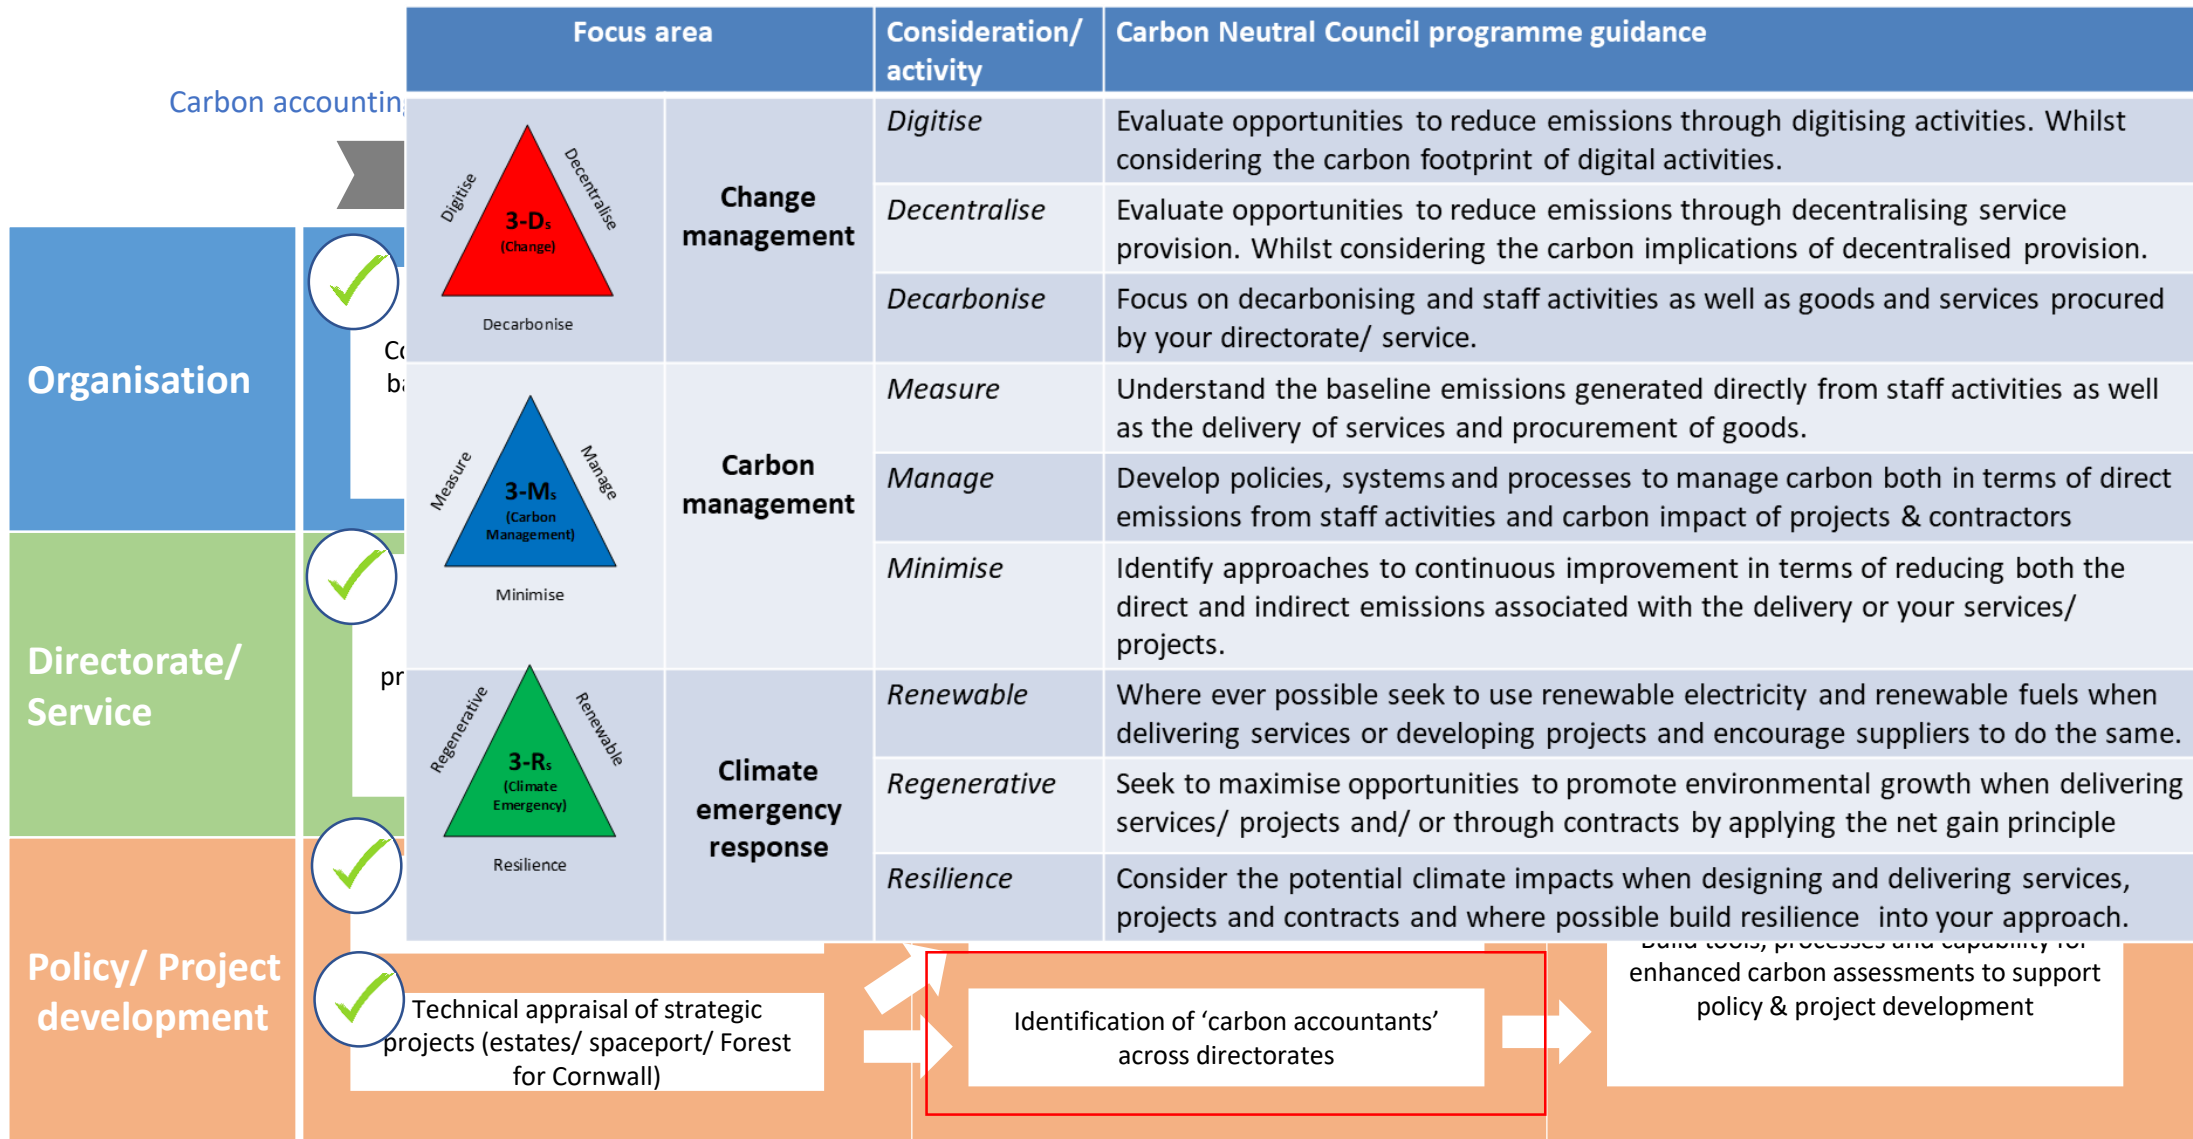 Focus area
Consideration/
activity
Carbon Neutral Council programme guidance
Carbon accounting
Digitise
Decentralise
3-Ds
(Change)
Decarbonise
Change
management
Digitise
Evaluate opportunities to reduce emissions through digitising activities. Whilst
considering the carbon footprint of digital activities.
Decentralise
Evaluate opportunities to reduce emissions through decentralising service
provision. Whilst considering the carbon implications of decentralised provision.
Decarbonise
Focus on decarbonising and staff activities as well as goods and services procured
by your directorate/ service.
Measure
Manage
3-Ms
(Carbon
Management)
Minimise
Carbon
management
Measure
Understand the baseline emissions generated directly from staff activities as well
as the delivery of services and procurement of goods.
Manage
Develop policies, systems and processes to manage carbon both in terms of direct
emissions from staff activities and carbon impact of projects & contractors
Minimise
Identify approaches to continuous improvement in terms of reducing both the
direct and indirect emissions associated with the delivery or your services/
projects.
Regenerative
Renewable
3-Rs
(Climate
Emergency)
Resilience
Climate
emergency
response
Renewable
Where ever possible seek to use renewable electricity and renewable fuels when
delivering services or developing projects and encourage suppliers to do the same.
Regenerative
Seek to maximise opportunities to promote environmental growth when delivering
services/ projects and/ or through contracts by applying the net gain principle
Resilience
Consider the potential climate impacts when designing and delivering services,
projects and contracts and where possible build resilience into your approach.
Organisation
Directorate/
Service
pr
Policy/ Project
development
Technical appraisal of strategic
projects (estates/ spaceport/ Forest
for Cornwall)
Identification of ‘carbon accountants’
across directorates
Build tools, processes and capability for
enhanced carbon assessments to support
policy & project development